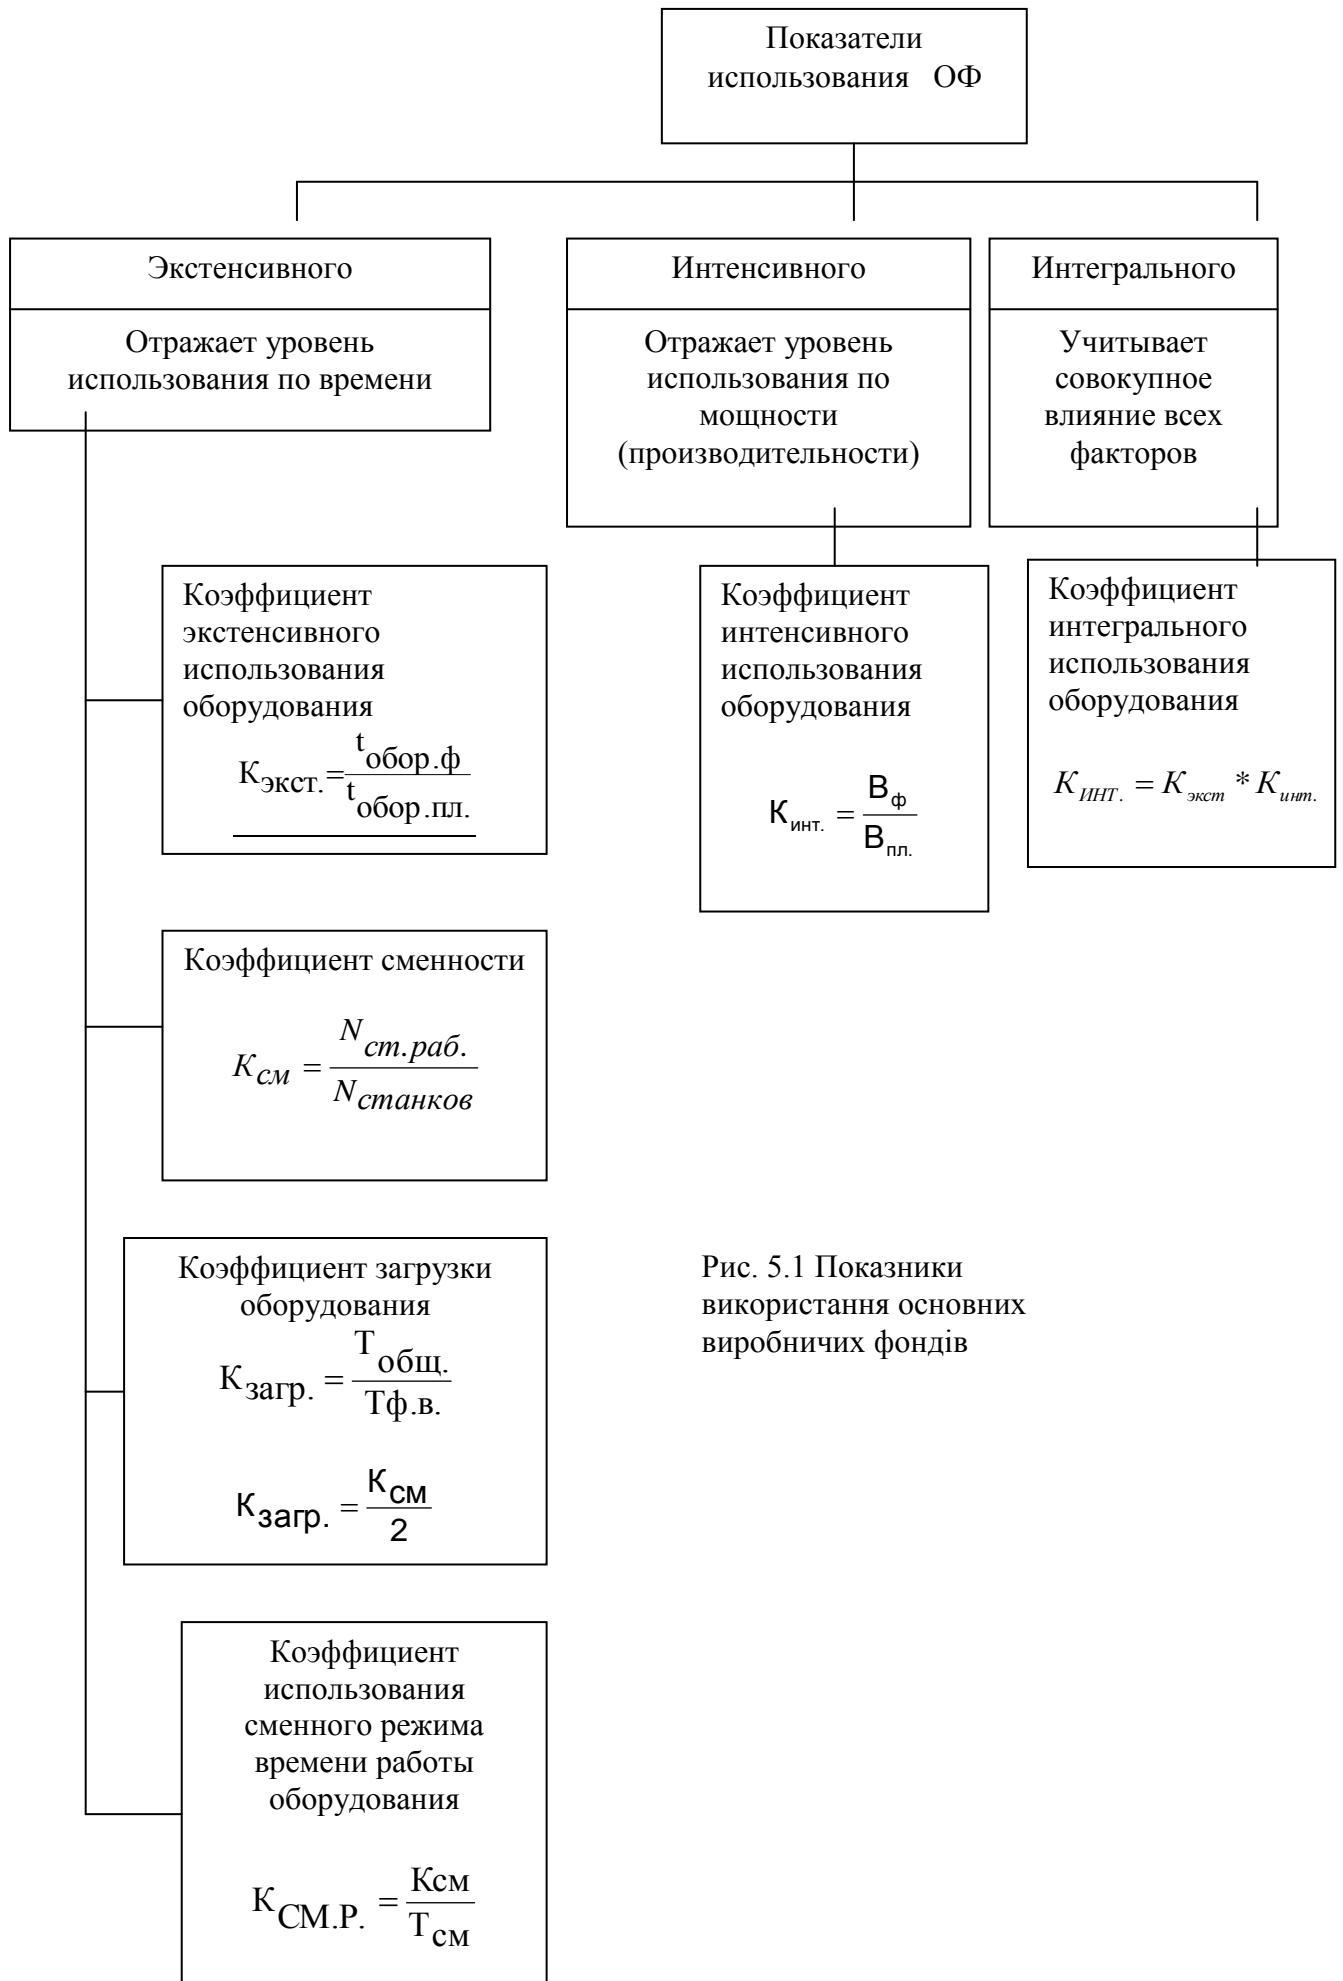 Показатели
использования ОФ
Экстенсивного
Отражает уровень
использования по времени
Интенсивного
Отражает уровень
использования по
мощности
(производительности)
Интегрального
Учитывает
совокупное
влияние всех
факторов
Коэффициент
экстенсивного
использования
оборудования
Кэкст.=tобор.ф/tобор.пл.
Коэффициент
интенсивного
использования
оборудования
Кинт. = Вф/Впл.
Коэффициент
интегрального
использования
оборудования
КИНТ. = Кэкст * Кинт.
Коэффициент сменности
Ксм = Nст.раб./Nстанков
Коэффициент загрузки
оборудования
Кзагр. = Тобщ./Тф.в.
Кзагр. = Ксм/2
Рис. 5.1 Показники
використання основних
виробничих фондів
Коэффициент
использования
сменного режима
времени работы
оборудования
КСМ.Р. = Ксм/Тсм